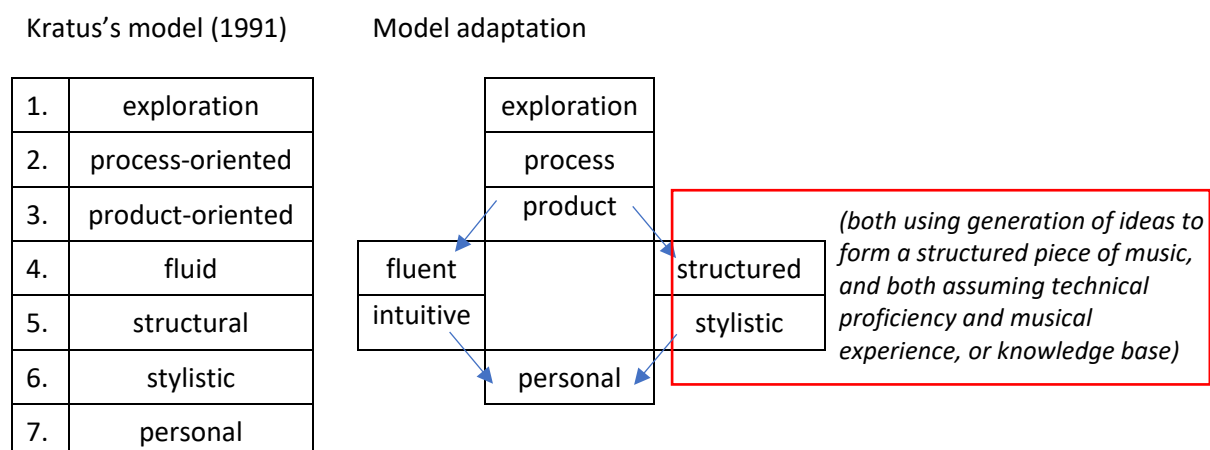 Kratus’s model (1991)
Model adaptation
1. exploration
2. process-oriented
3. product-oriented
4. fluid
5. structural
6. stylistic
7. personal
exploration
process
product
fluent
structured
intuitive
stylistic
personal
(both using generation of ideas to
form a structured piece of music,
and both assuming technical
proficiency and musical
experience, or knowledge base)